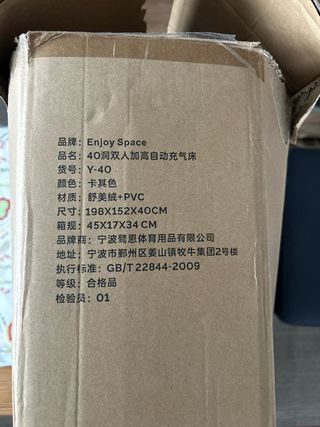 品牌：Enjoy Space
品名：40洞双人加高自动充气床
货号：Y-40
颜色：卡其色
材质：舒美绒+PVC
尺寸：198X152X40CM
箱规：45X17X34CM
品牌商：宁波鸳恩体育用品有限公司
地址：宁波市鄞州区姜山镇牧牛集团2号楼
执行标准：GB/T 22844-2009
等级：合格品
检验员：01